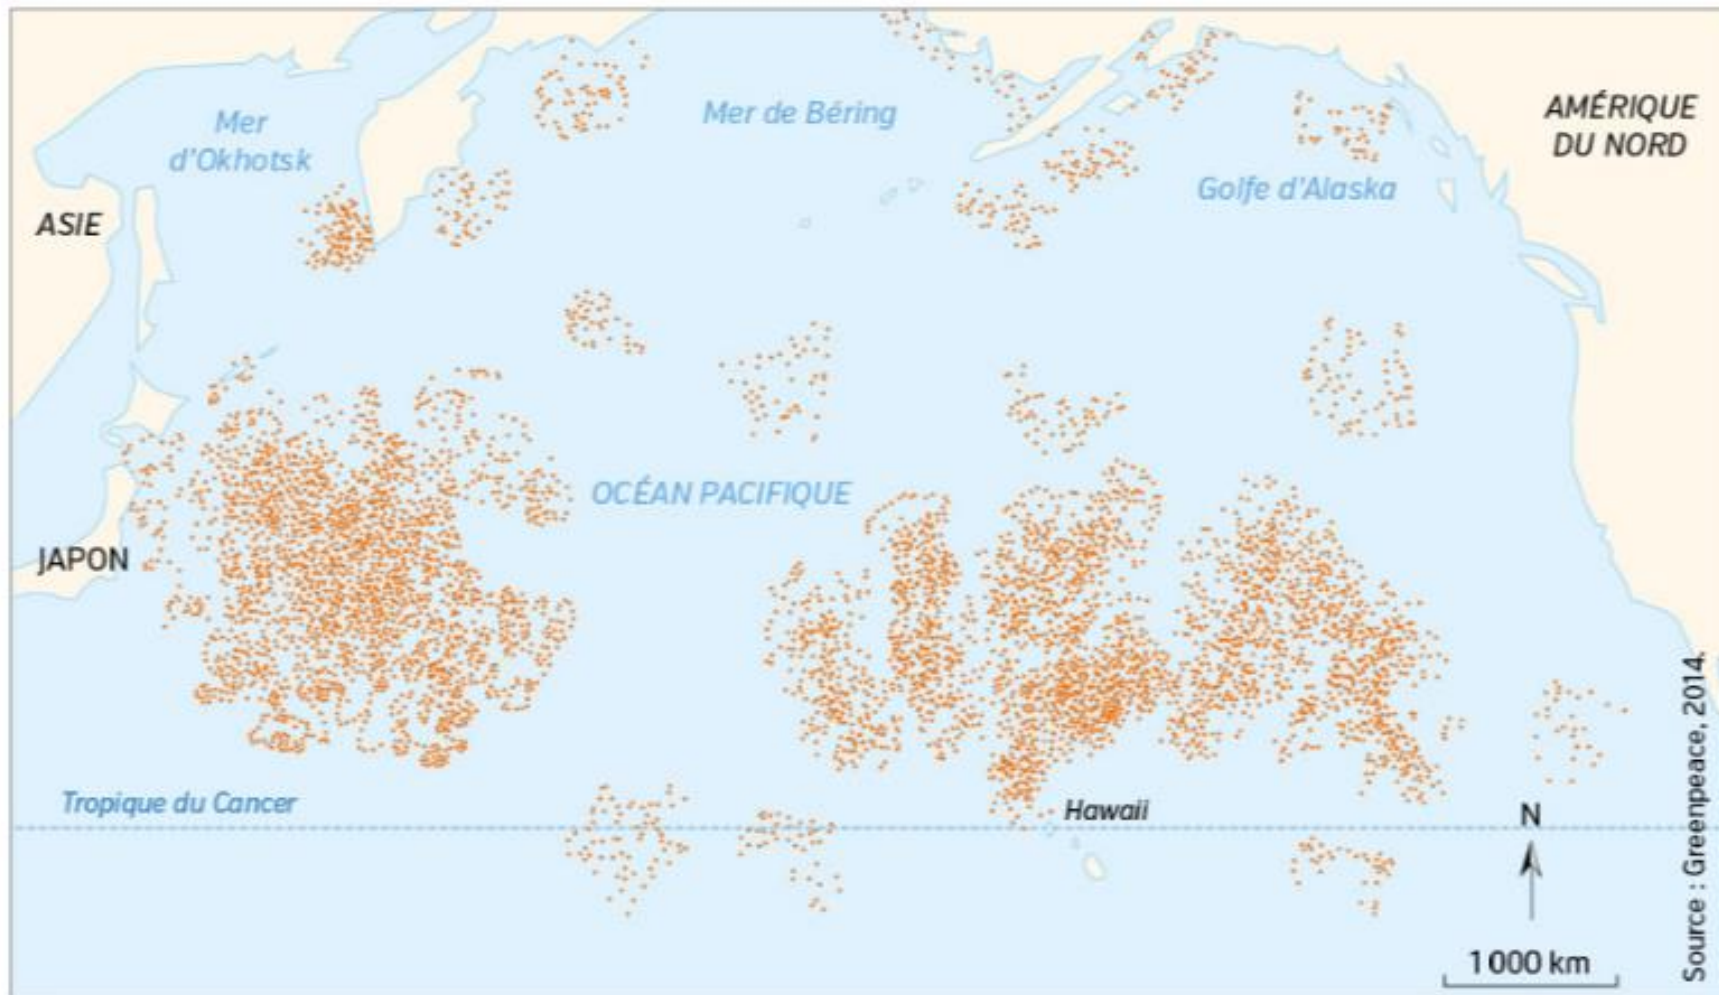 Mer
d'Okhotsk
Mer de Béring
AMÉRIQUE
DU NORD
Golfe d'Alaska
ASIE
OCÉAN PACIFIQUE
JAPON
Tropique du Cancer
Hawaii
N
1000 km
Source : Greenpeace, 2014.